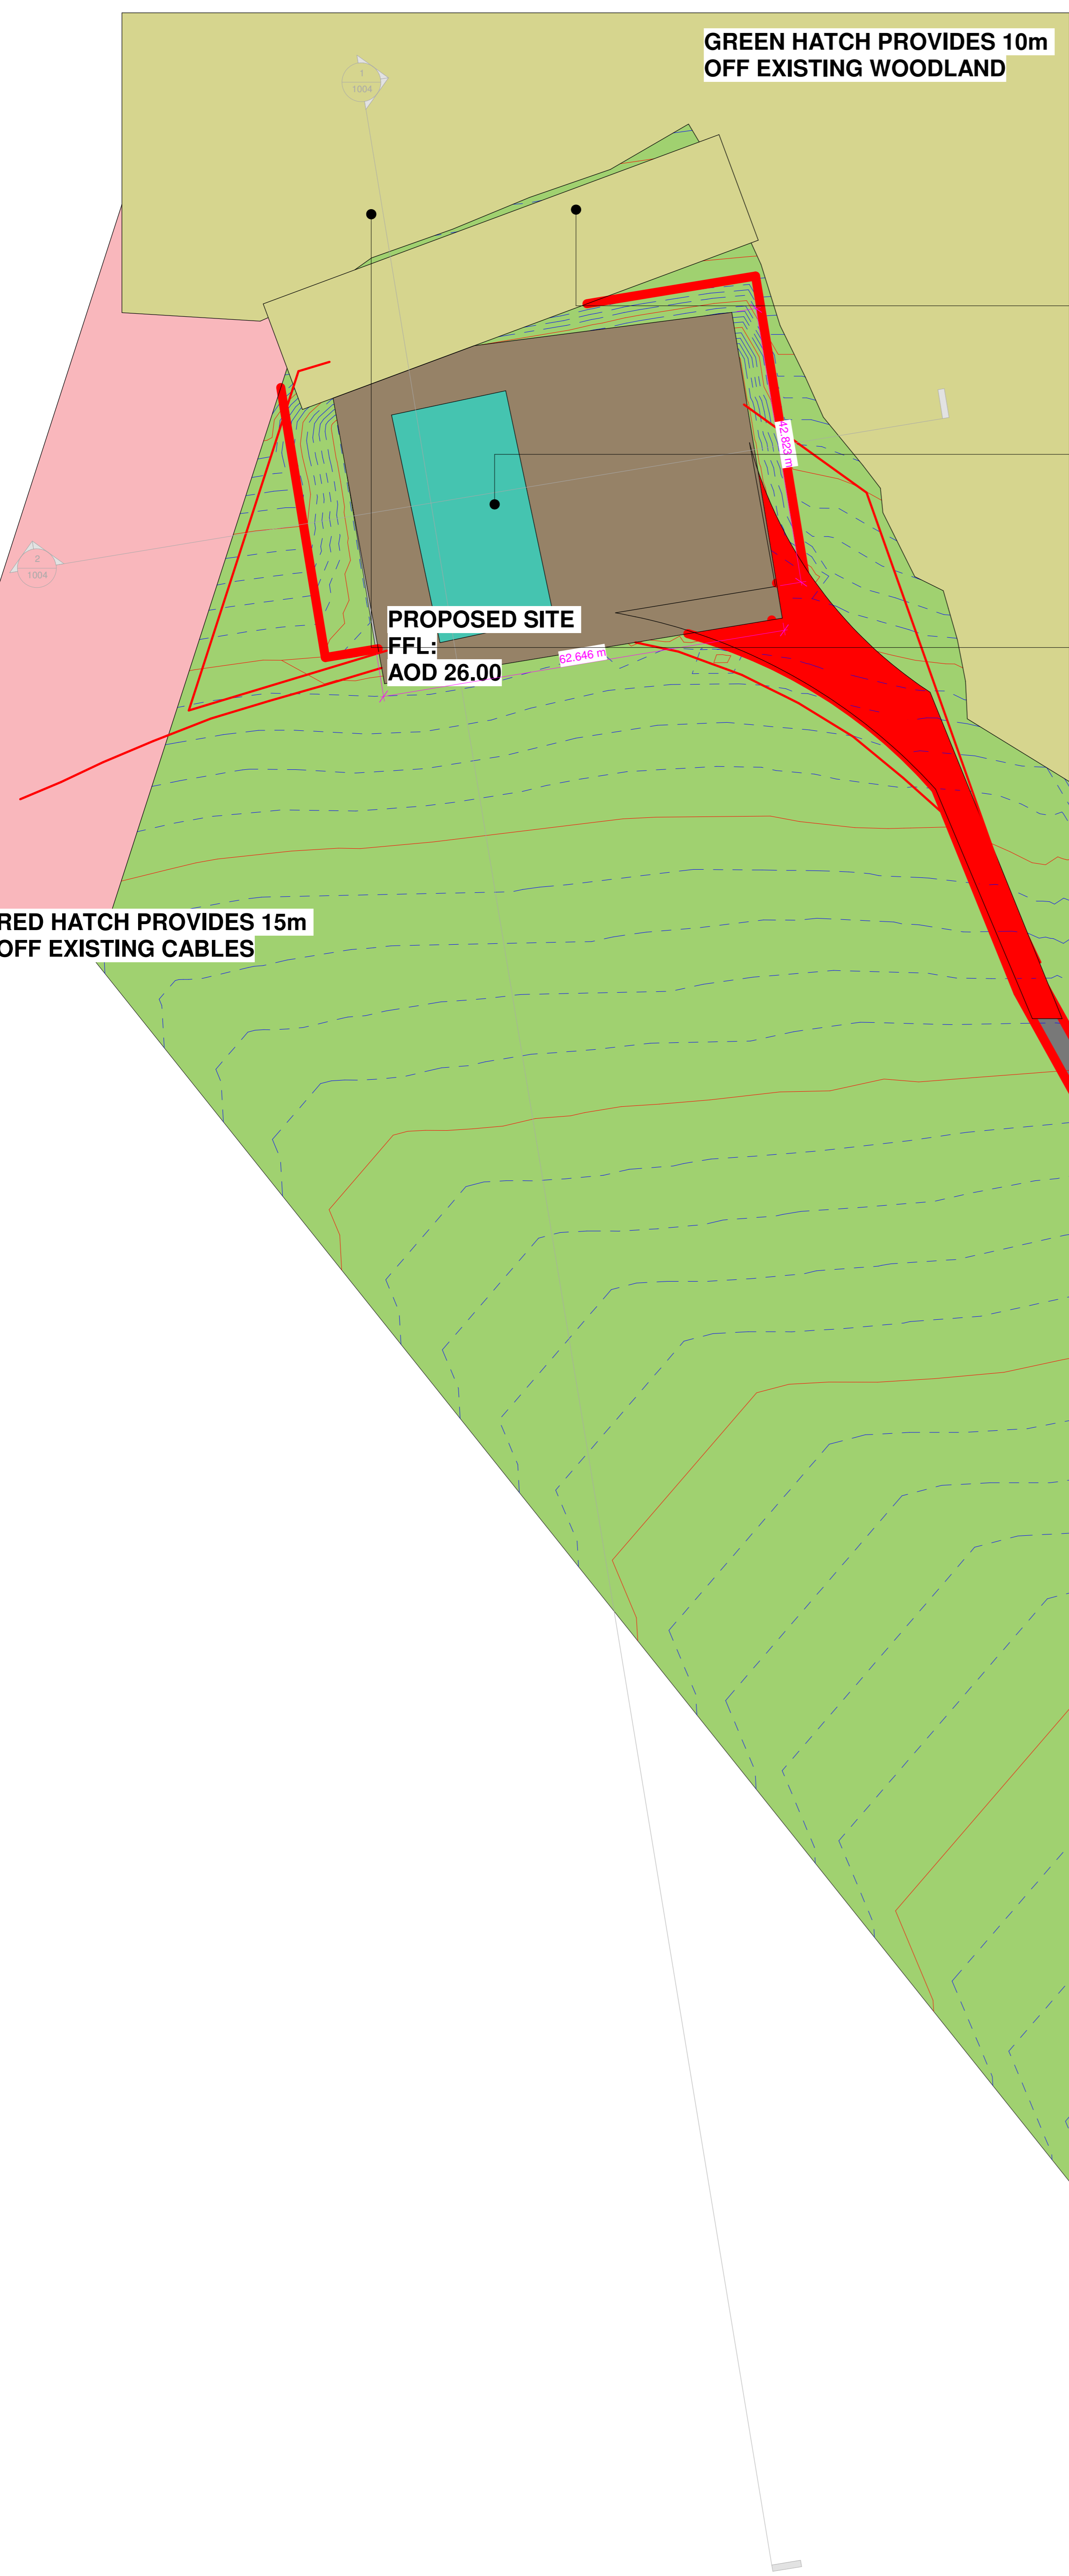 GREEN HATCH PROVIDES 10m
OFF EXISTING WOODLAND
1
1004
42.823 m
2
1004
PROPOSED SITE
FFL:
AOD 26.00
62.646 m
RED HATCH PROVIDES 15m
OFF EXISTING CABLES